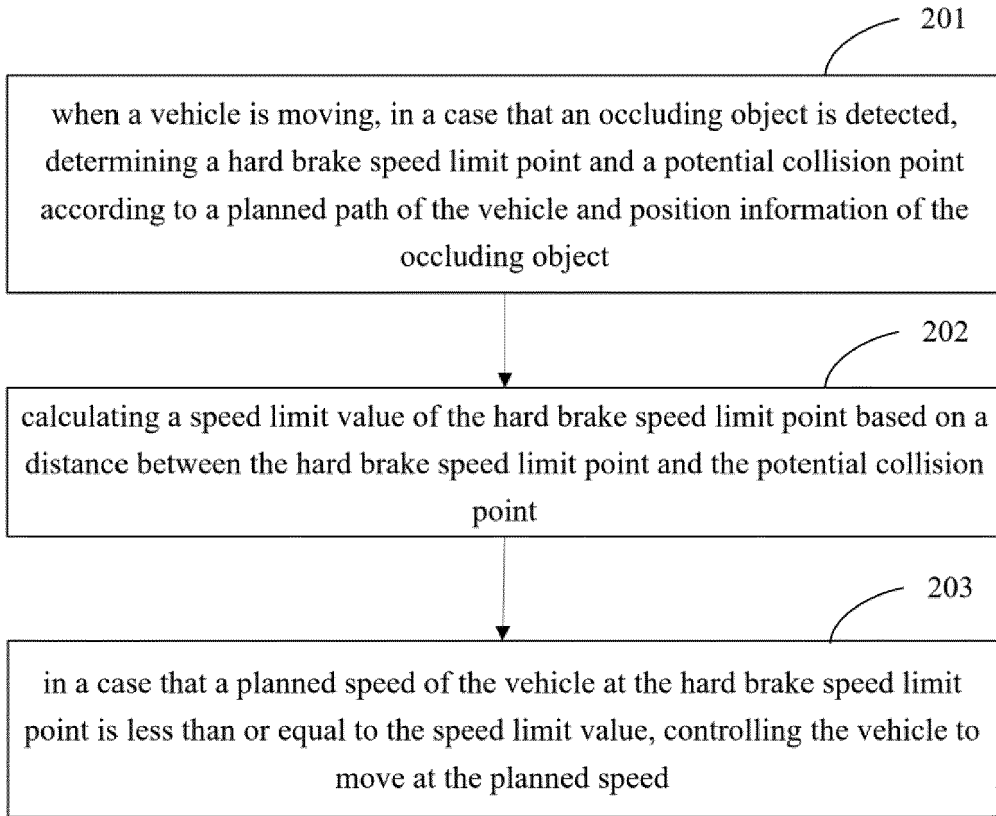 201
when a vehicle is moving, in a case that an occluding object is detected,
determining a hard brake speed limit point and a potential collision point
according to a planned path of the vehicle and position information of the
occluding object
202
calculating a speed limit value of the hard brake speed limit point based on a
distance between the hard brake speed limit point and the potential collision
point
203
in a case that a planned speed of the vehicle at the hard brake speed limit
point is less than or equal to the speed limit value, controlling the vehicle to
move at the planned speed